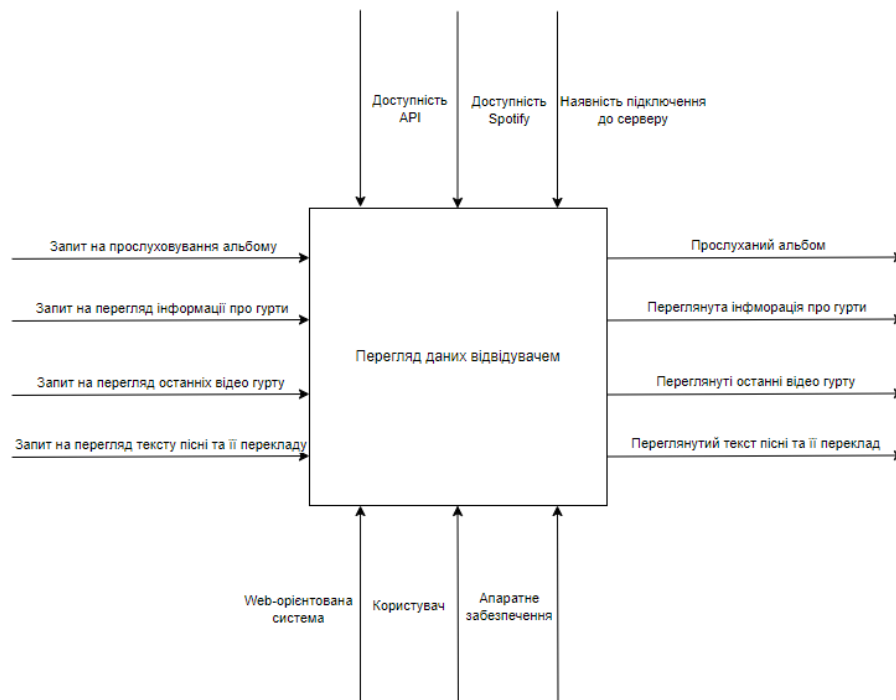 Доступність
API
Доступність
Spotify
Наявність підключення
до серверу
Запит на прослуховування альбому
Прослуханий альбом
Запит на перегляд інформації про гурти
Переглянута інфморація про гурти
Перегляд даних відвідувачем
Запит на перегляд останніх відео гурту
Переглянуті останні відео гурту
Запит на перегляд тексту пісні та її перекладу
Переглянутий текст пісні та її переклад
Web-орієнтована
система
Користувач
Апаратне
забезпечення